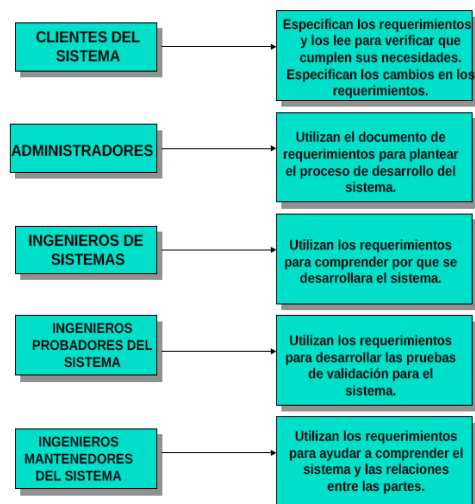 CLIENTES DEL
SISTEMA
Especifican los requerimientos
y los lee para verificar que
cumplen sus necesidades.
Especifican los cambios en los
requerimientos.
ADMINISTRADORES
Utilizan el documento de
requerimientos para plantear
el proceso de desarrollo del
sistema.
INGENIEROS DE
SISTEMAS
Utilizan los requerimientos
para comprender por que se
desarrollara el sistema.
INGENIEROS
PROBADORES DEL
SISTEMA
Utilizan los requerimientos
para desarrollar las pruebas
de validación para el
sistema.
INGENIEROS
MANTENEDORES
DEL SISTEMA
Utilizan los requerimientos
para ayudar a comprender el
sistema y las relaciones
entre las partes.